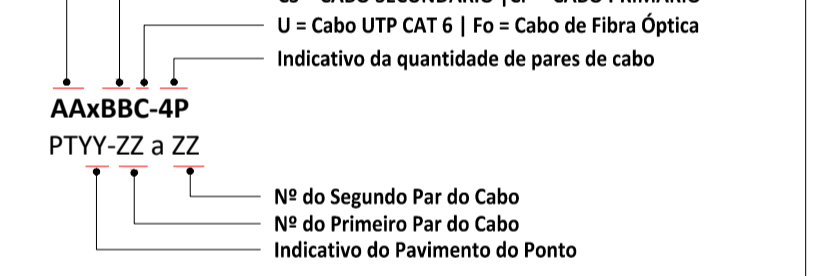 U = Cabo UTP CAT 6 | Fo = Cabo de Fibra Óptica
Indicativo da quantidade de pares de cabo
AAxBBC-4P
PTYY-ZZ a ZZ
Nº do Segundo Par do Cabo
Nº do Primeiro Par do Cabo
Indicativo do Pavimento do Ponto